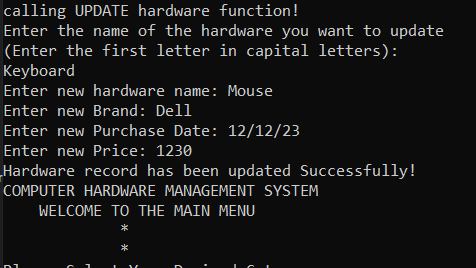 calling UPDATE hardware function!
Enter the name of the hardware you want to update
(Enter the first letter in capital letters):
Keyboard
Enter new hardware name: Mouse
Enter new Brand: Dell
Enter new Purchase Date: 12/12/23
Enter new Price: 1230
Hardware record has been updated Successfully!
COMPUTER HARDWARE MANAGEMENT SYSTEM
WELCOME TO THE MAIN MENU
*
*